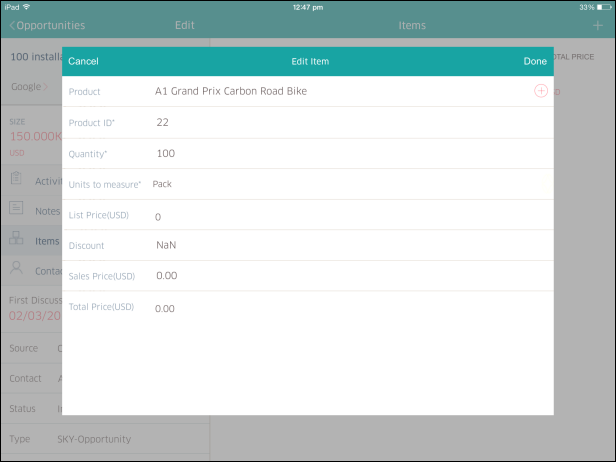 iPad 12:47 pm 33%
Opportunities Edit Items +
100 install
OTAL PRICE
Google
SIZE
150.000K
USD
Activi
Notes
Items
Conta
First Discuss
02/03/20
Source
Contact
Status
Type SKY-Opportunity
Cancel Edit Item Done
Product A1 Grand Prix Carbon Road Bike
Product ID* 22
Quantity* 100
Units to measure* Pack
List Price(USD) 0
Discount NaN
Sales Price(USD) 0.00
Total Price(USD) 0.00